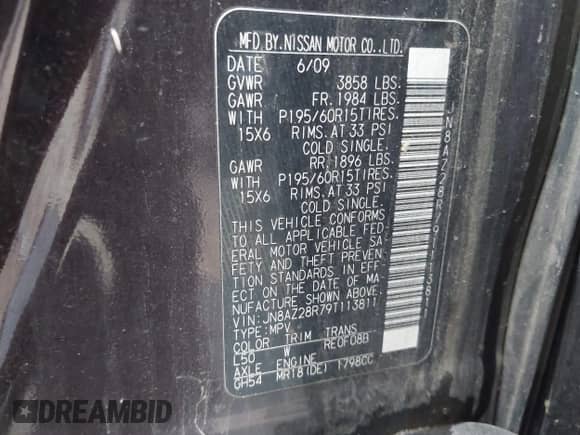 MFD.BY.NISSAN MOTOR CO.,LTD.
DATE 6/09
GVWR 3858 LBS.
GAWR FR. 1984 LBS.
WITH P195/60R15TIRES.
15X6 RIMS.AT 33 PSI
COLD SINGLE.
GAWR RR. 1896 LBS.
WITH P195/60R15TIRES.
15X6 RIMS.AT 33 PSI
COLD SINGLE.
THIS VEHICLE CONFORMS
TO ALL APPLICABLE FED-
ERAL MOTOR VEHICLE SA-
FETY AND THEFT PREVEN-
TION STANDARDS IN EFF-
ECT ON THE DATE OF MA-
NUFACTURE SHOWN ABOVE.
VIN:JN8AZ28R79T113811
TYPE:MPV
COLOR TRIM TRANS
L50 W RE0F08B
AXLE ENGINE
GH54 MR18(DE) 1798CC
JN8AZ28R79T113811
DREAMBID